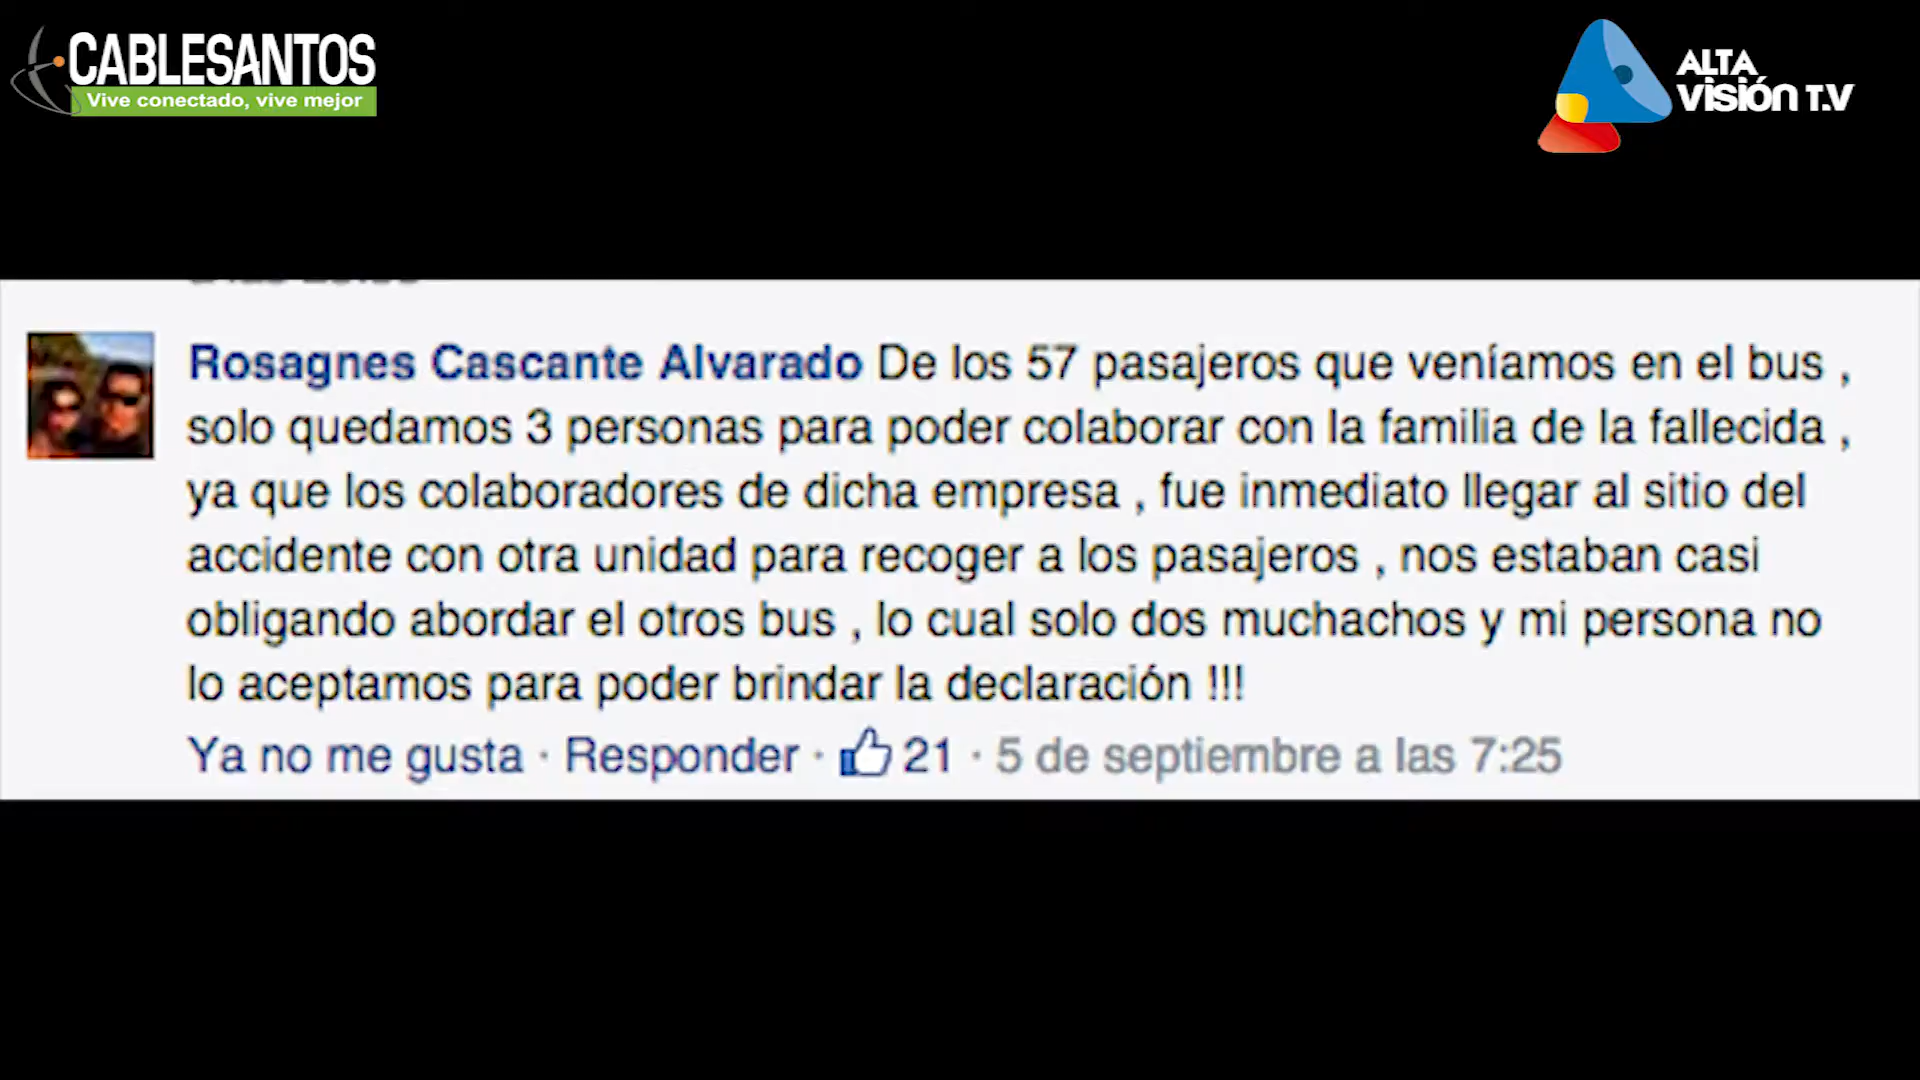 CABLESANTOS
Vive conectado, vive mejor
ALTA
VISIÓN T.V
Rosagnes Cascante Alvarado De los 57 pasajeros que veníamos en el bus ,
solo quedamos 3 personas para poder colaborar con la familia de la fallecida ,
ya que los colaboradores de dicha empresa , fue inmediato llegar al sitio del
accidente con otra unidad para recoger a los pasajeros , nos estaban casi
obligando abordar el otros bus , lo cual solo dos muchachos y mi persona no
lo aceptamos para poder brindar la declaración !!!
Ya no me gusta · Responder · 21 · 5 de septiembre a las 7:25